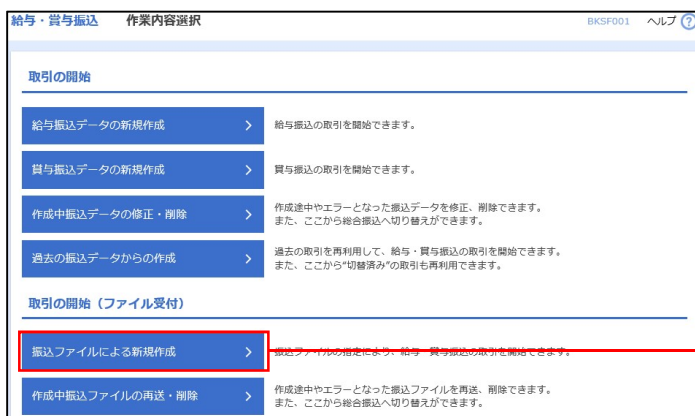 給与・賞与振込 作業内容選択 BKSF001 ヘルプ ?
取引の開始
給与振込データの新規作成 > 給与振込の取引を開始できます。
賞与振込データの新規作成 > 賞与振込の取引を開始できます。
作成中振込データの修正・削除 > 作成途中やエラーとなった振込データを修正、削除できます。
また、ここから総合振込へ切り替えができます。
過去の振込データからの作成 > 過去の取引を再利用して、給与・賞与振込の取引を開始できます。
また、ここから"切替済み"の取引も再利用できます。
取引の開始(ファイル受付)
振込ファイルによる新規作成 > 振込ファイルの指定により、給与・賞与振込の取引を開始できます。
作成中振込ファイルの再送・削除 > 作成途中やエラーとなった振込ファイルを再送、削除できます。
また、ここから総合振込へ切り替えができます。